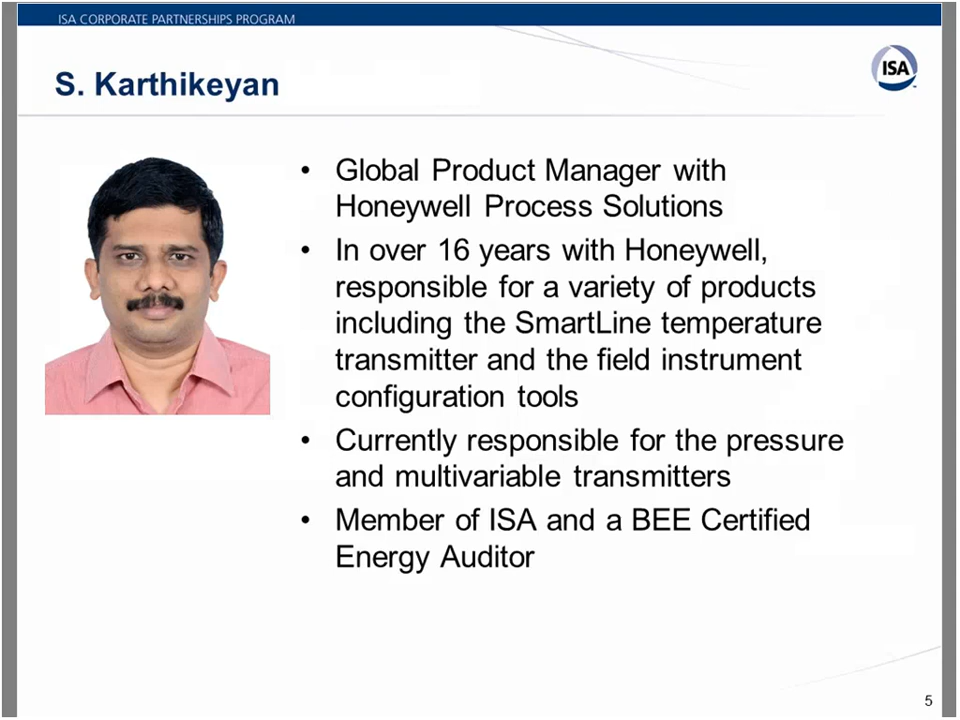 ISA CORPORATE PARTNERSHIPS PROGRAM
S. Karthikeyan
ISA
• Global Product Manager with
Honeywell Process Solutions
• In over 16 years with Honeywell,
responsible for a variety of products
including the SmartLine temperature
transmitter and the field instrument
configuration tools
• Currently responsible for the pressure
and multivariable transmitters
• Member of ISA and a BEE Certified
Energy Auditor
5